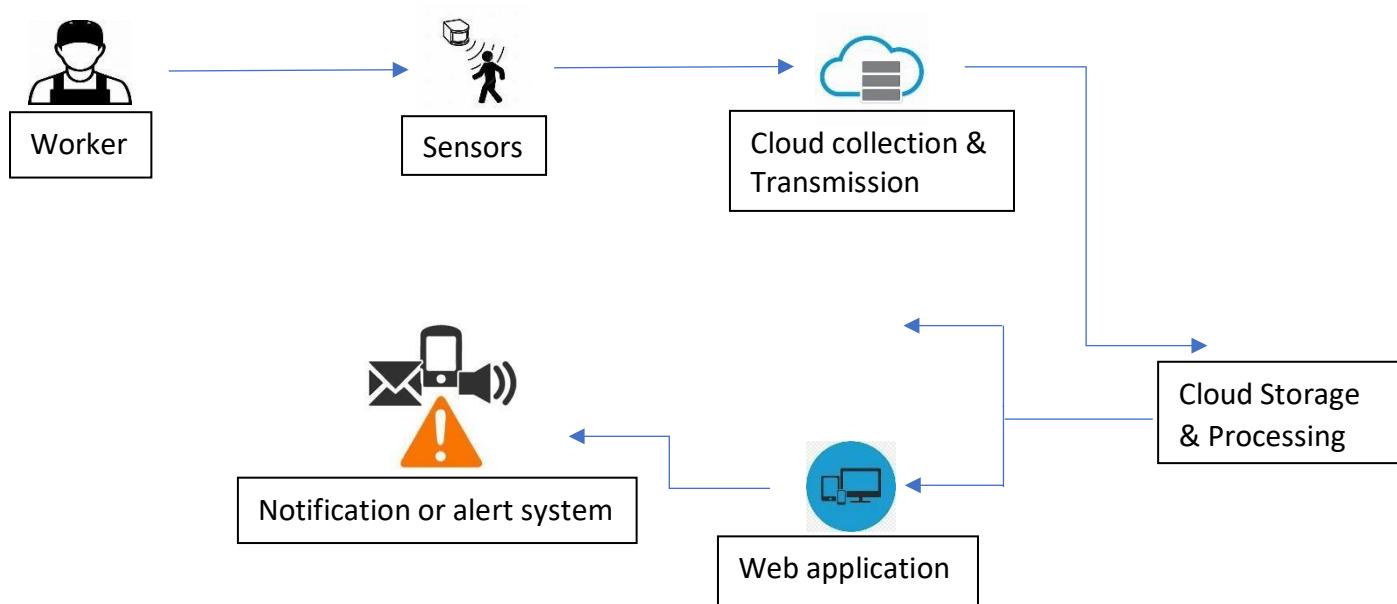 Worker
Sensors
Cloud collection &
Transmission
Cloud Storage
& Processing
Notification or alert system
Web application